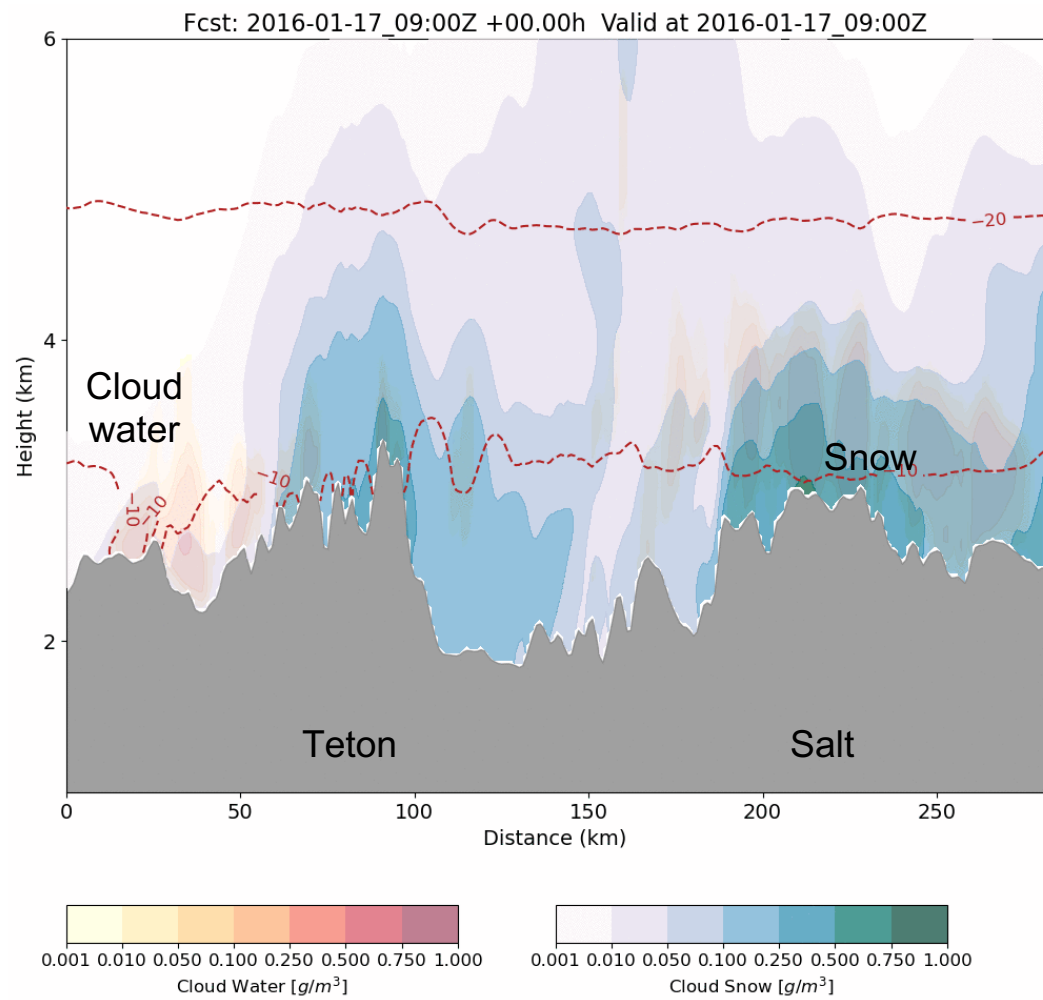 Fcst: 2016-01-17_09:00Z +00.00h  Valid at 2016-01-17_09:00Z
6
−20
4
Height (km)
Cloud
water
Snow
−10
−10
−10
−10
2
Teton
Salt
0
50
100
150
200
250
Distance (km)
0.001 0.010 0.050 0.100 0.250 0.500 0.750 1.000
Cloud Water [g/m³]
0.001 0.010 0.050 0.100 0.250 0.500 0.750 1.000
Cloud Snow [g/m³]